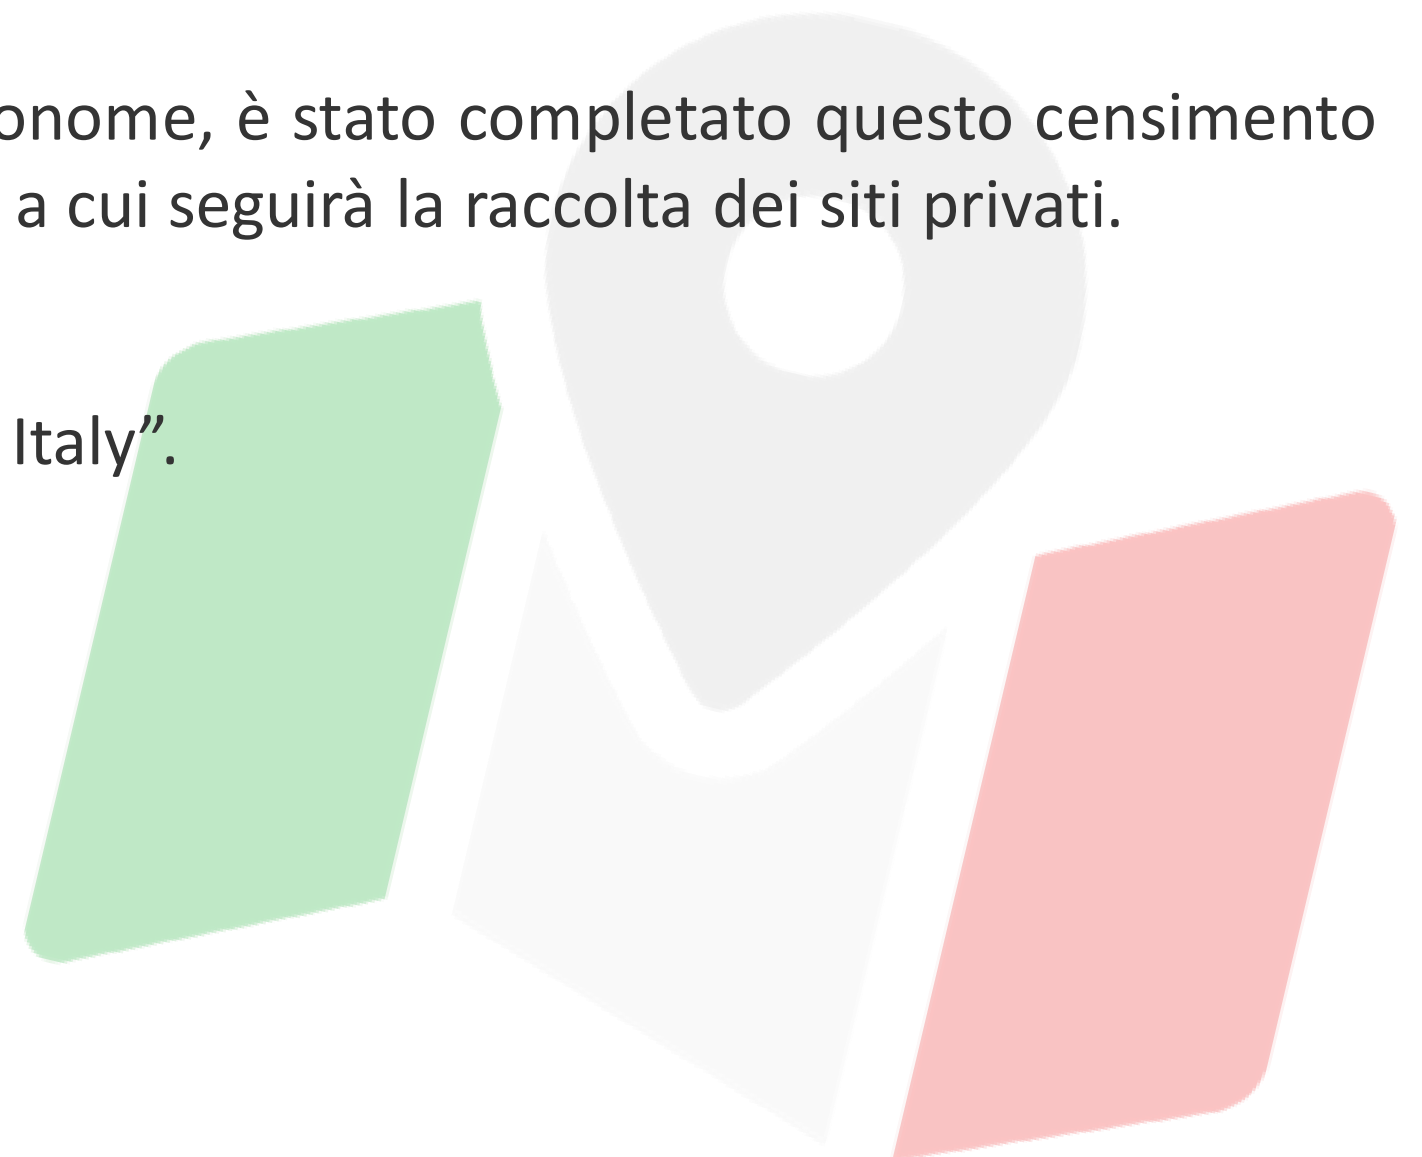 onome, è stato completato questo censimento
a cui seguirà la raccolta dei siti privati.
Italy”.